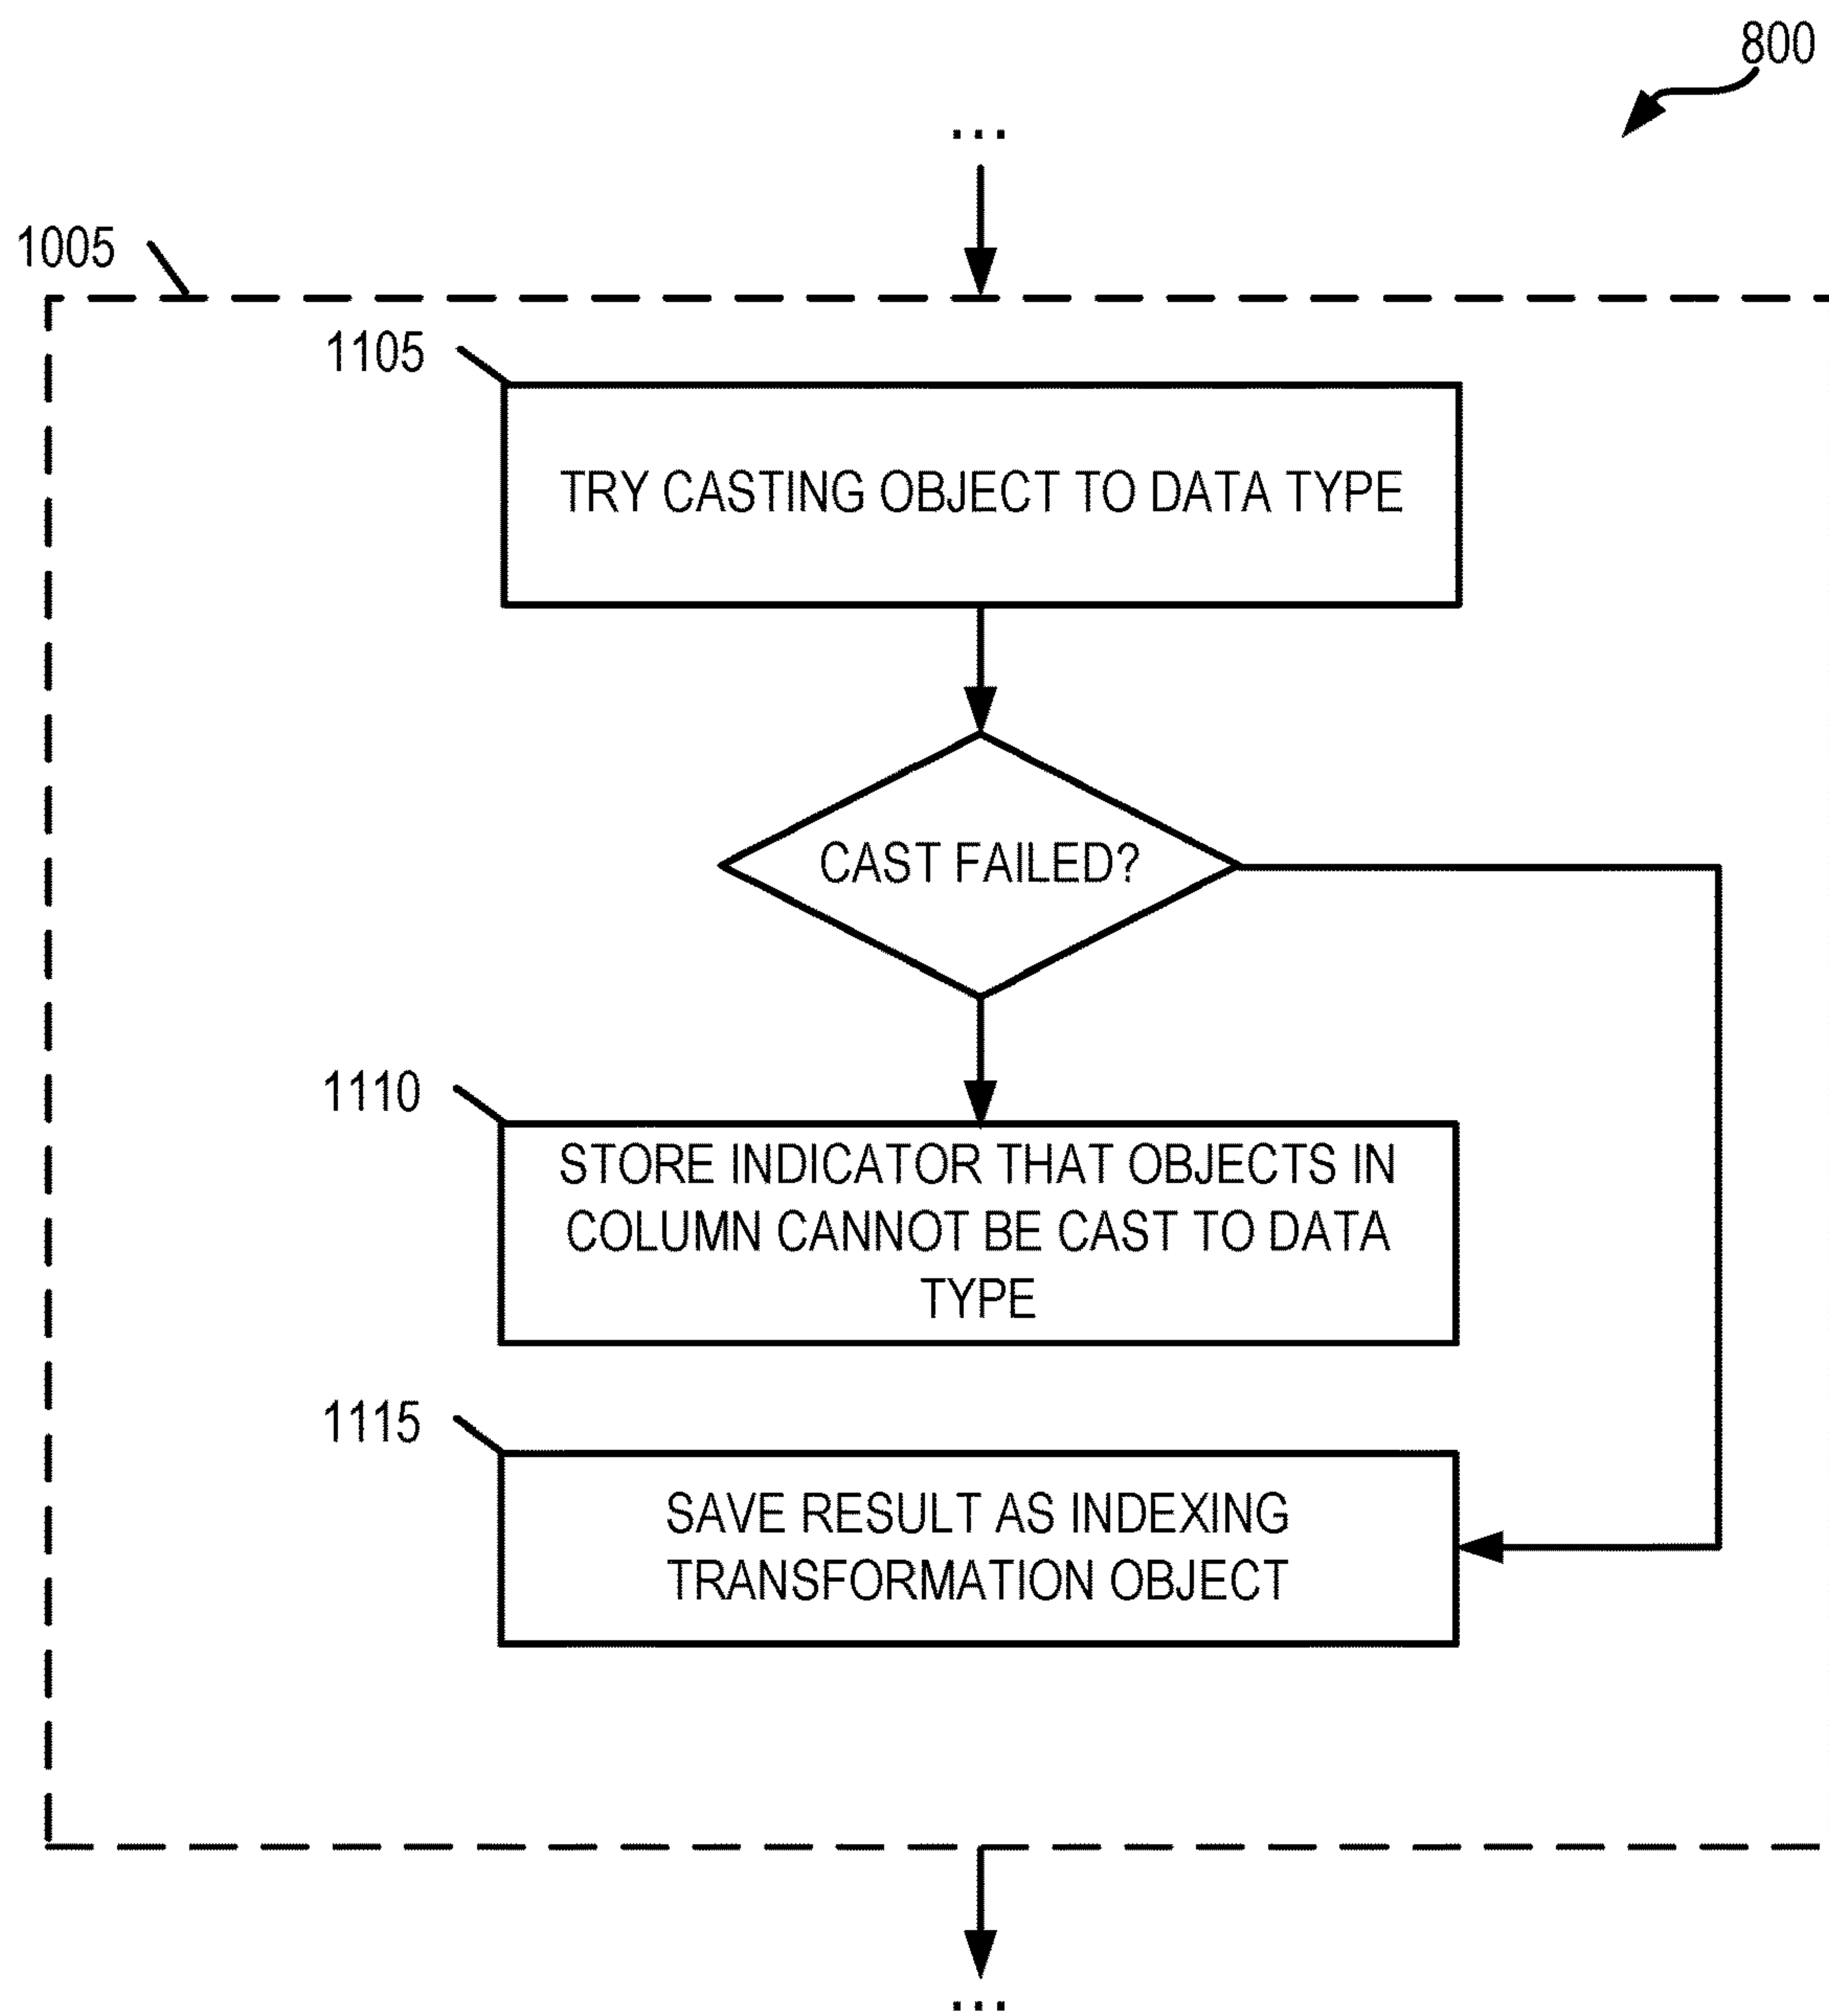 800
...
1005
1105
TRY CASTING OBJECT TO DATA TYPE
CAST FAILED?
1110
STORE INDICATOR THAT OBJECTS IN
COLUMN CANNOT BE CAST TO DATA
TYPE
1115
SAVE RESULT AS INDEXING
TRANSFORMATION OBJECT
...